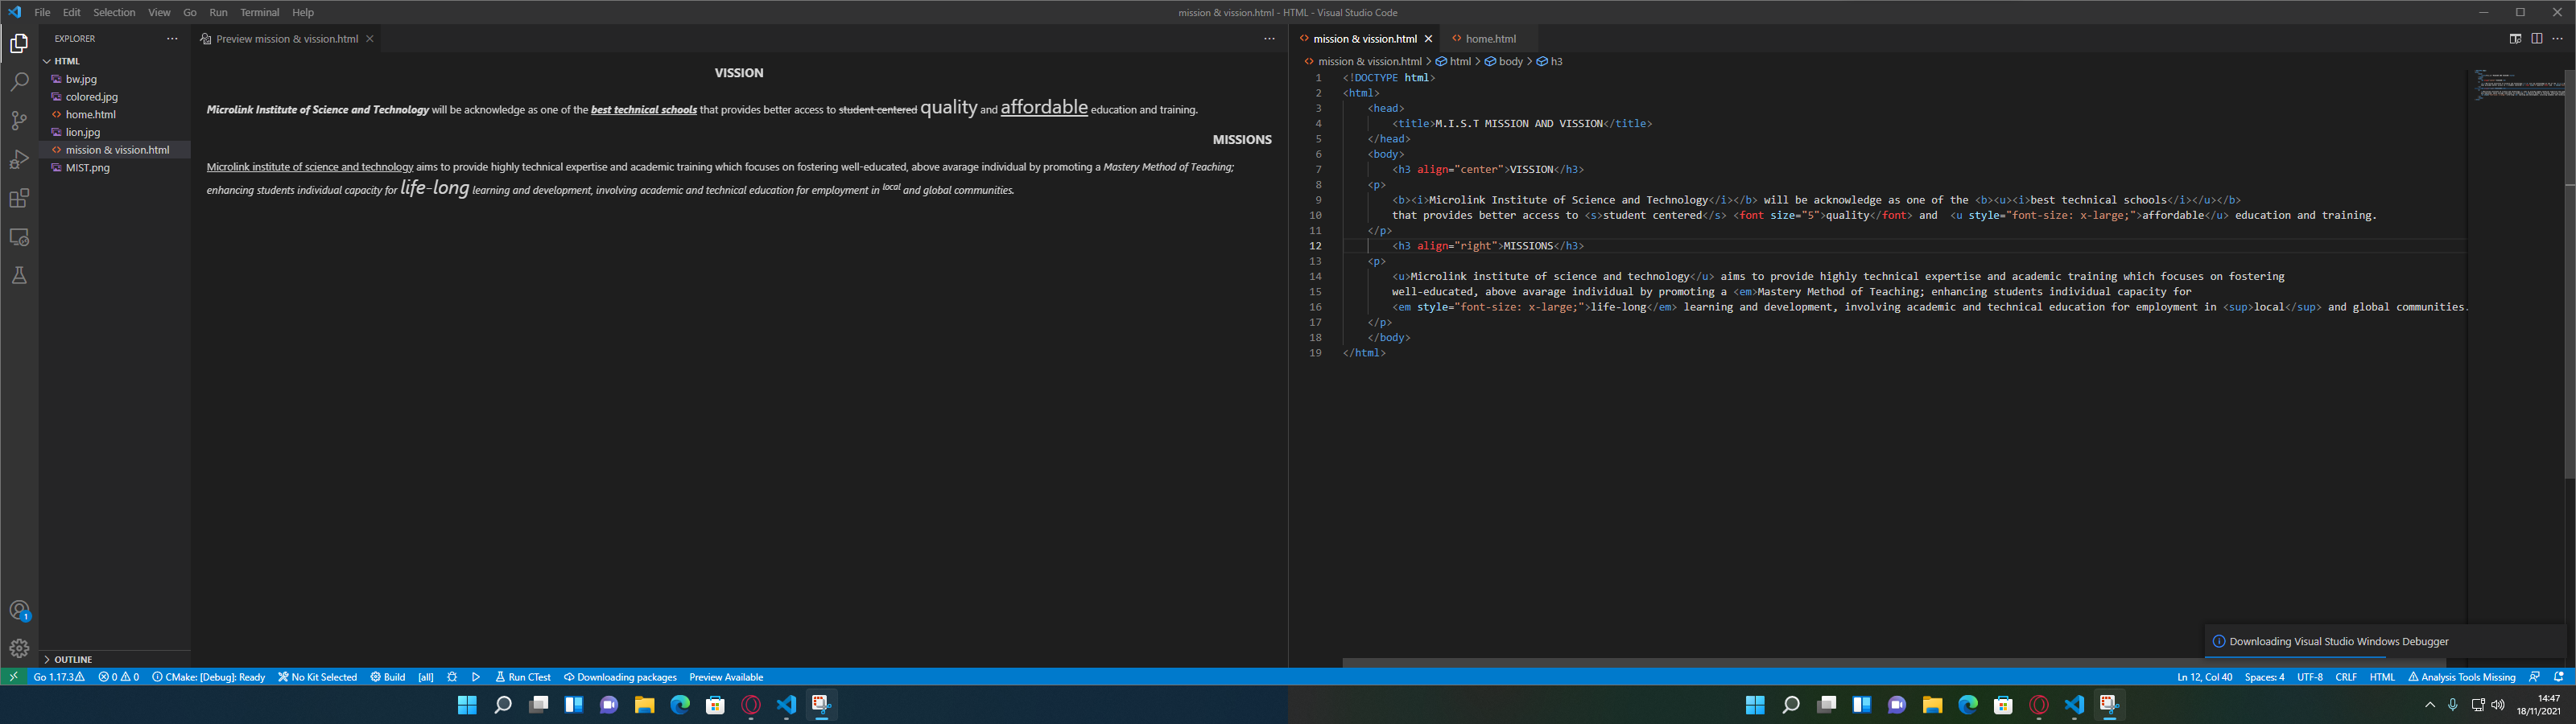 File Edit Selection View Go Run Terminal Help
mission & vission.html - HTML - Visual Studio Code
EXPLORER
HTML
bw.jpg
colored.jpg
home.html
lion.jpg
mission & vission.html
MIST.png
OUTLINE
Preview mission & vission.html
VISSION
Microlink Institute of Science and Technology will be acknowledge as one of the best technical schools that provides better access to student centered quality and affordable education and training.
MISSIONS
Microlink institute of science and technology aims to provide highly technical expertise and academic training which focuses on fostering well-educated, above avarage individual by promoting a Mastery Method of Teaching;
enhancing students individual capacity for life-long learning and development, involving academic and technical education for employment in local and global communities.
mission & vission.html home.html
mission & vission.html > html > body > h3
1 <!DOCTYPE html>
2 <html>
3 <head>
4 <title>M.I.S.T MISSION AND VISSION</title>
5 </head>
6 <body>
7 <h3 align="center">VISSION</h3>
8 <p>
9 <b><i>Microlink Institute of Science and Technology</i></b> will be acknowledge as one of the <b><u><i>best technical schools</i></u></b>
10 that provides better access to <s>student centered</s> <font size="5">quality</font> and  <u style="font-size: x-large;">affordable</u> education and training.
11 </p>
12 <h3 align="right">MISSIONS</h3>
13 <p>
14 <u>Microlink institute of science and technology</u> aims to provide highly technical expertise and academic training which focuses on fostering
15 well-educated, above avarage individual by promoting a <em>Mastery Method of Teaching; enhancing students individual capacity for
16 <em style="font-size: x-large;">life-long</em> learning and development, involving academic and technical education for employment in <sup>local</sup> and global communities.
17 </p>
18 </body>
19 </html>
Downloading Visual Studio Windows Debugger
1
Go 1.17.3 0 0 CMake: [Debug]: Ready No Kit Selected Build [all] Run CTest Downloading packages Preview Available
Ln 12, Col 40 Spaces: 4 UTF-8 CRLF HTML Analysis Tools Missing
14:47
18/11/2021